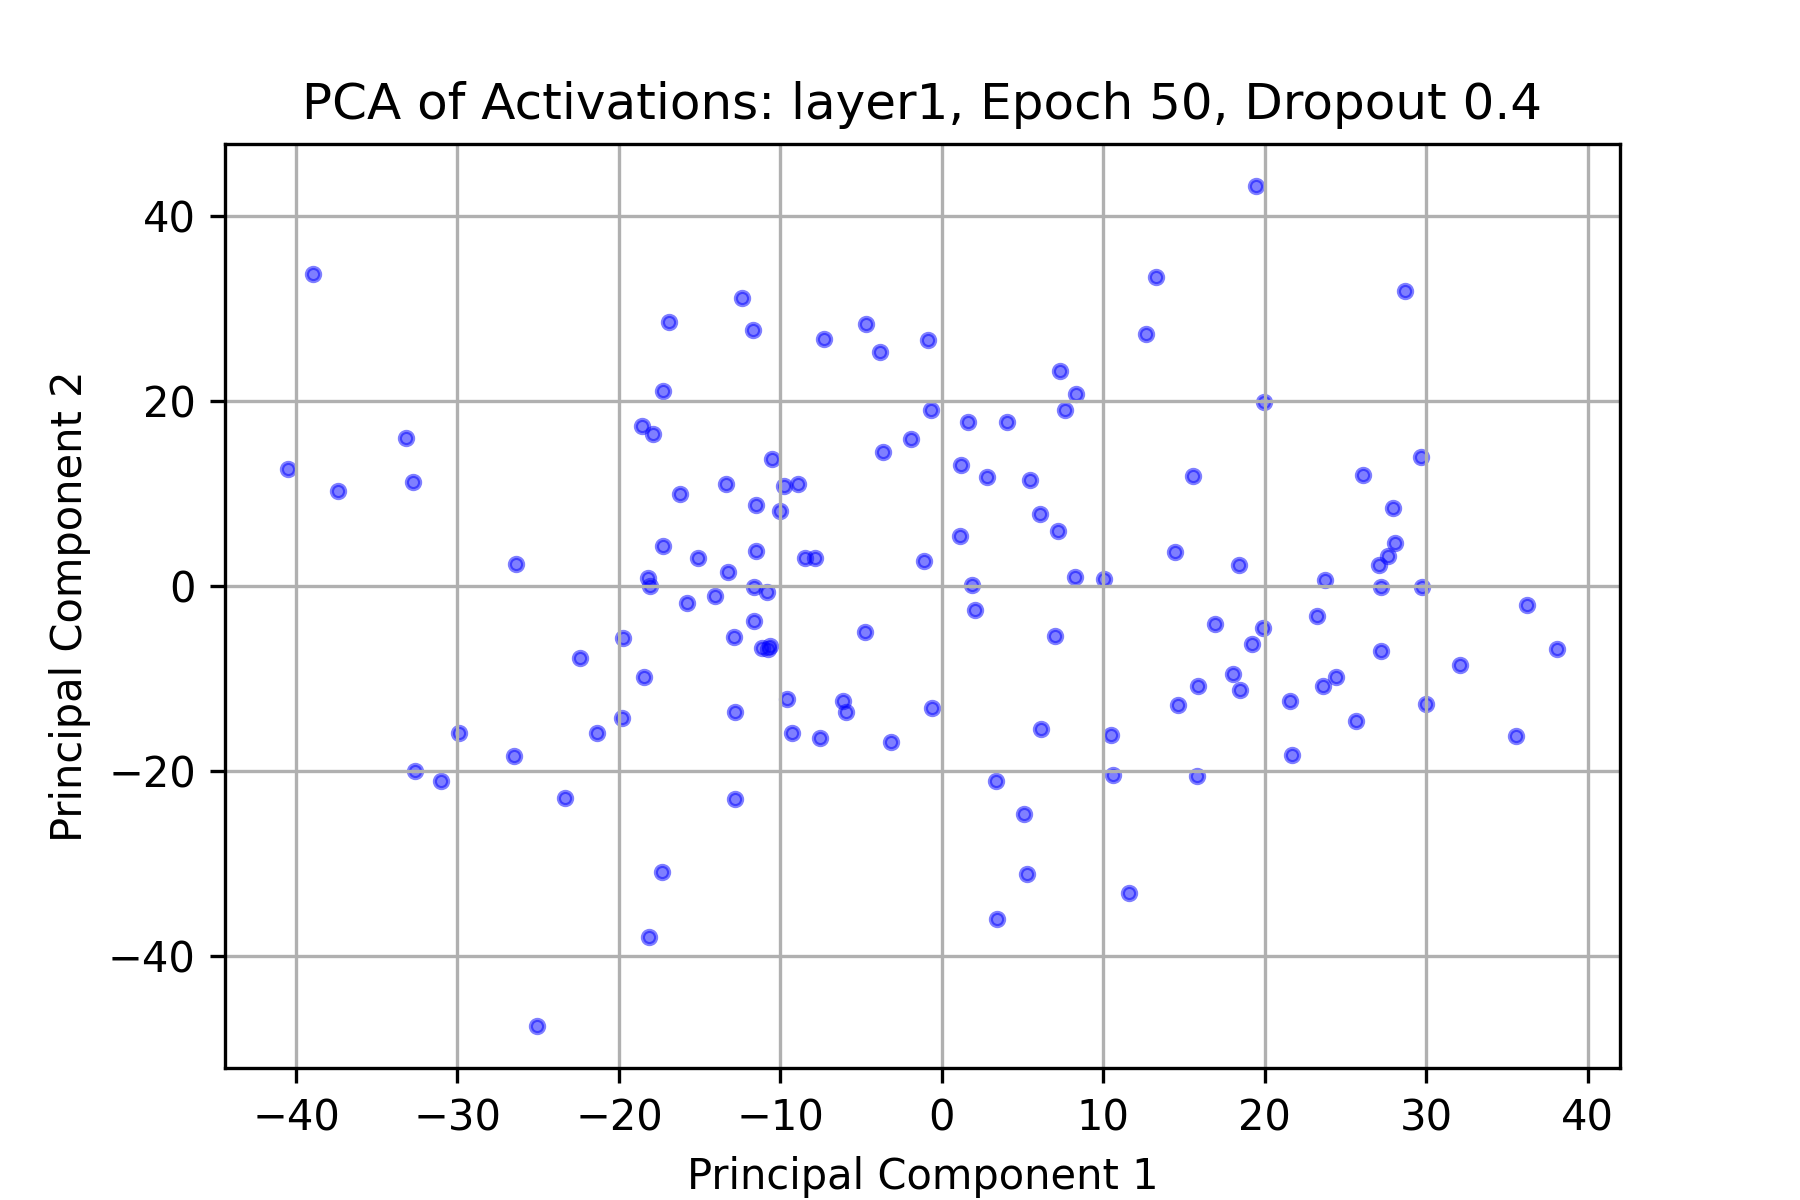 PCA of Activations: layer1, Epoch 50, Dropout 0.4
40
20
0
−20
−40
Principal Component 2
−40 −30 −20 −10 0 10 20 30 40
Principal Component 1